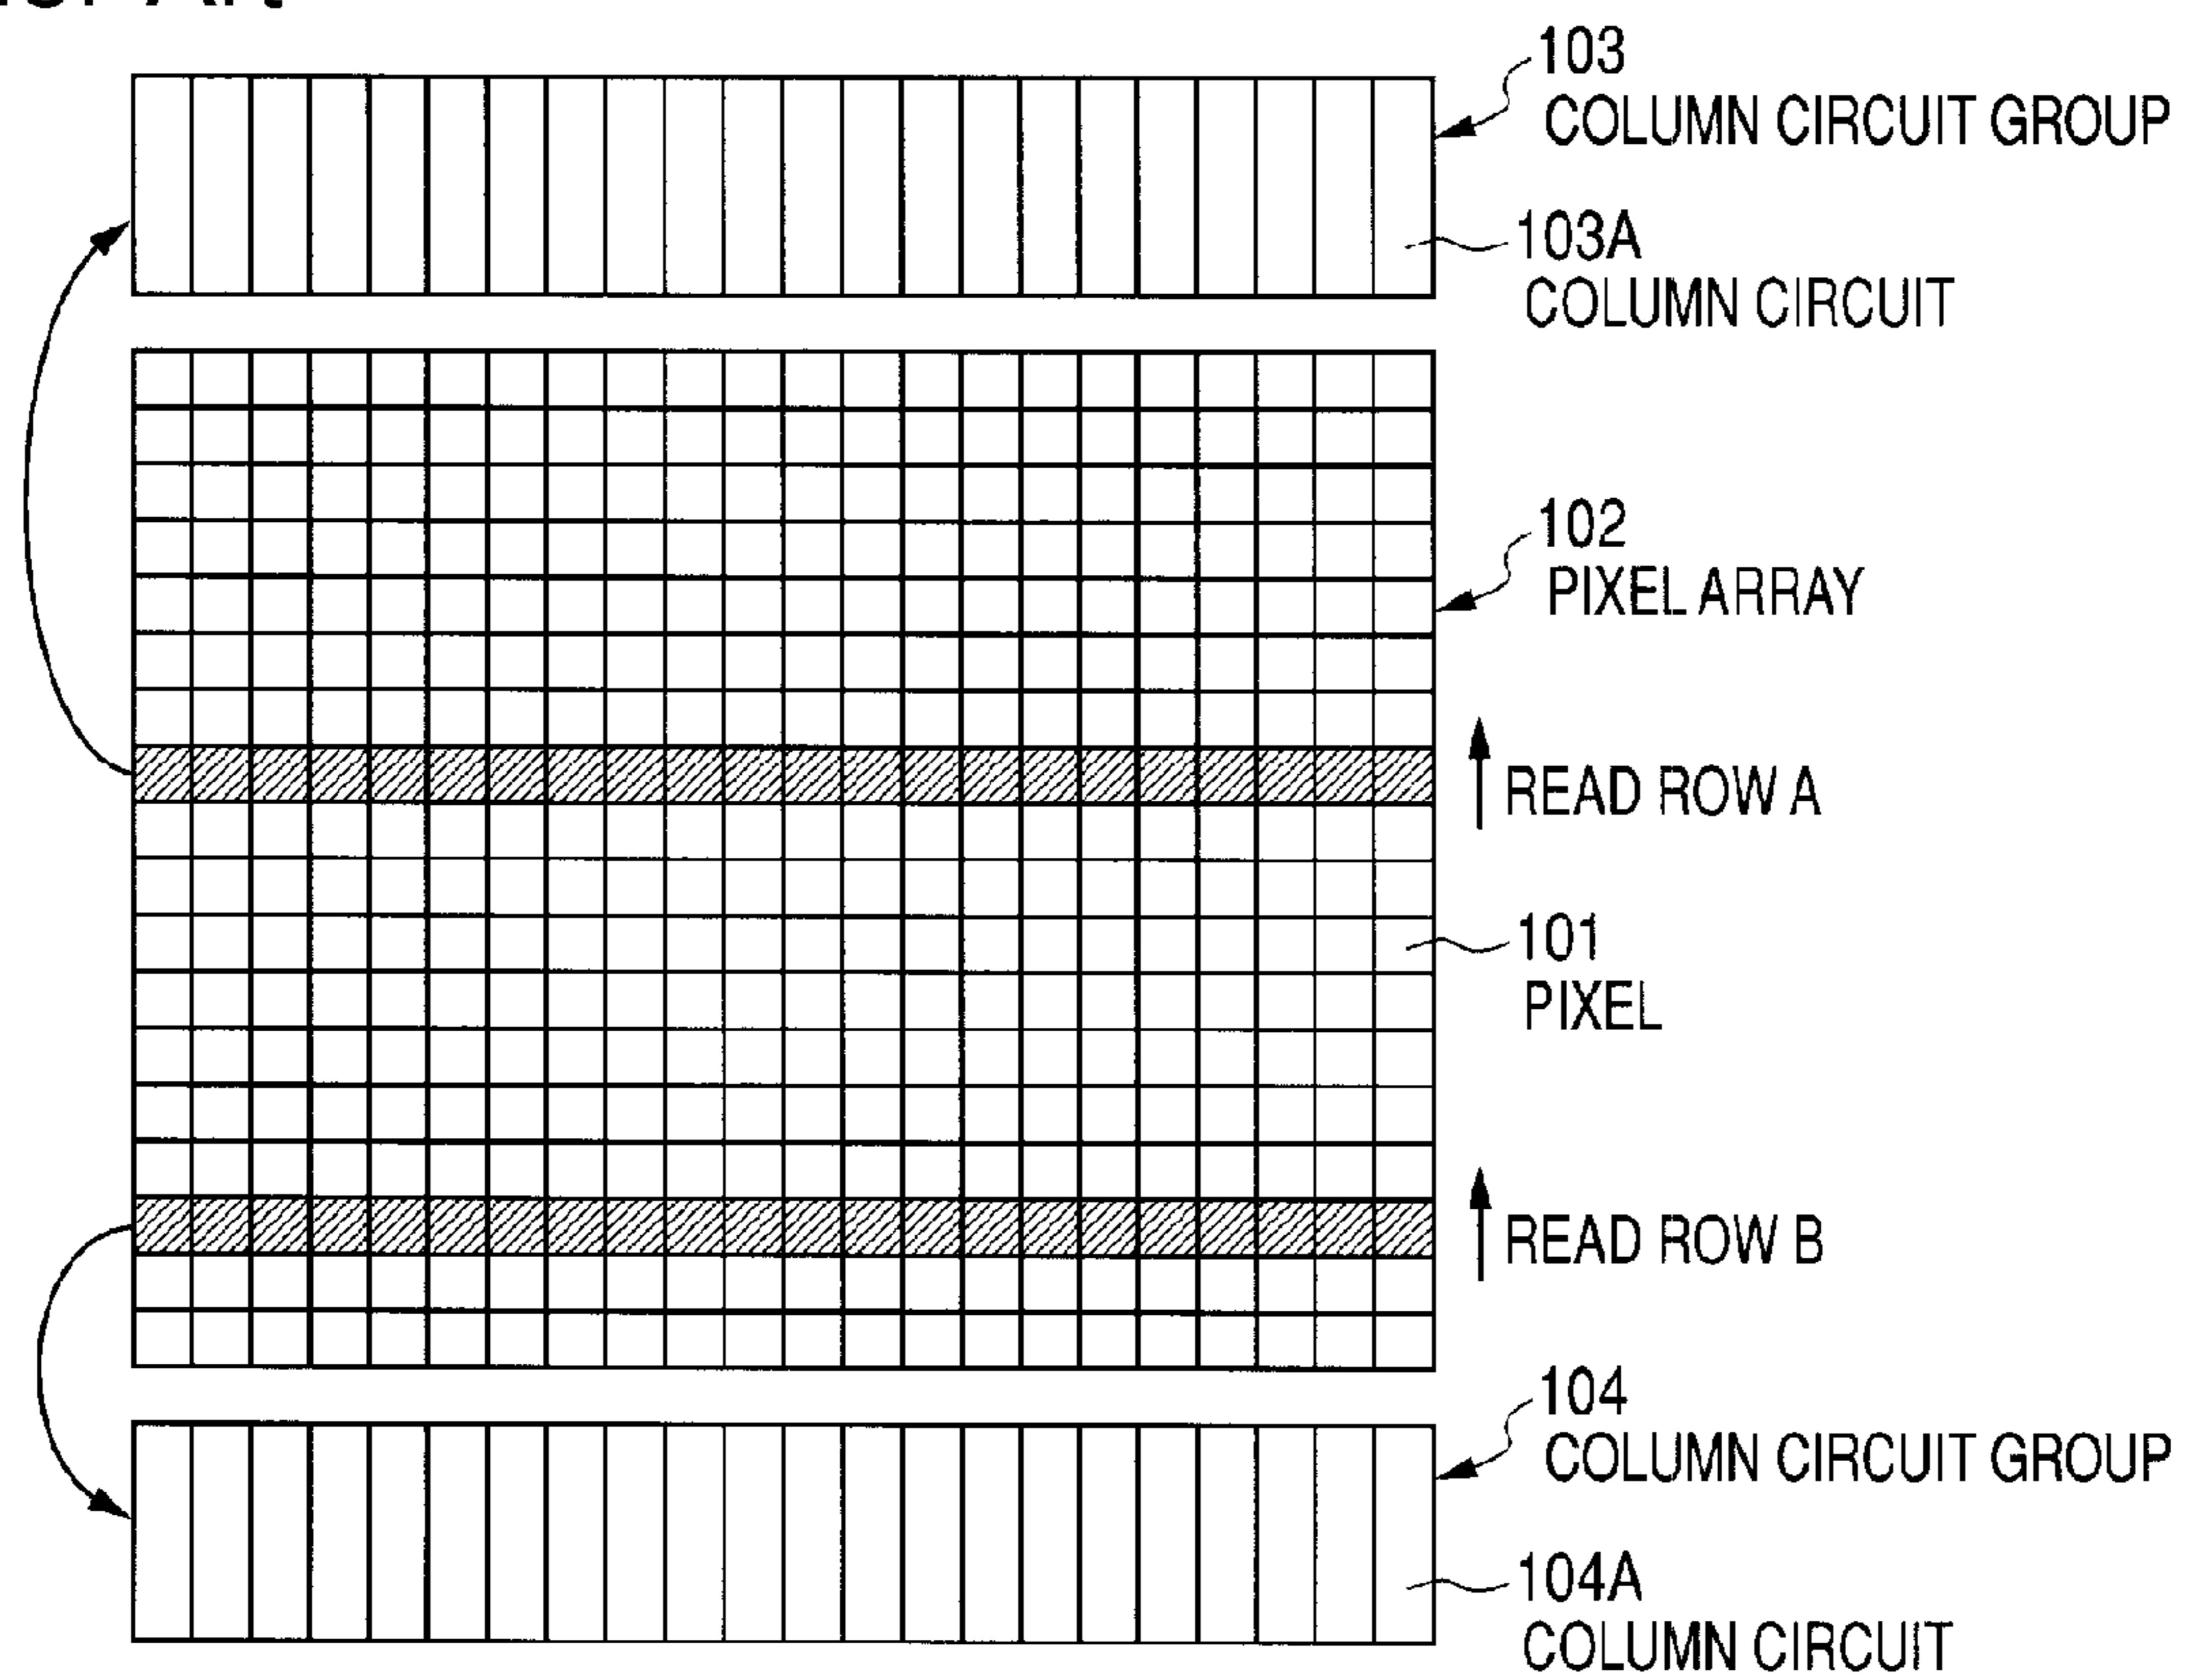 103
COLUMN CIRCUIT GROUP
103A
COLUMN CIRCUIT
102
PIXEL ARRAY
READ ROW A
101
PIXEL
READ ROW B
104
COLUMN CIRCUIT GROUP
104A
COLUMN CIRCUIT